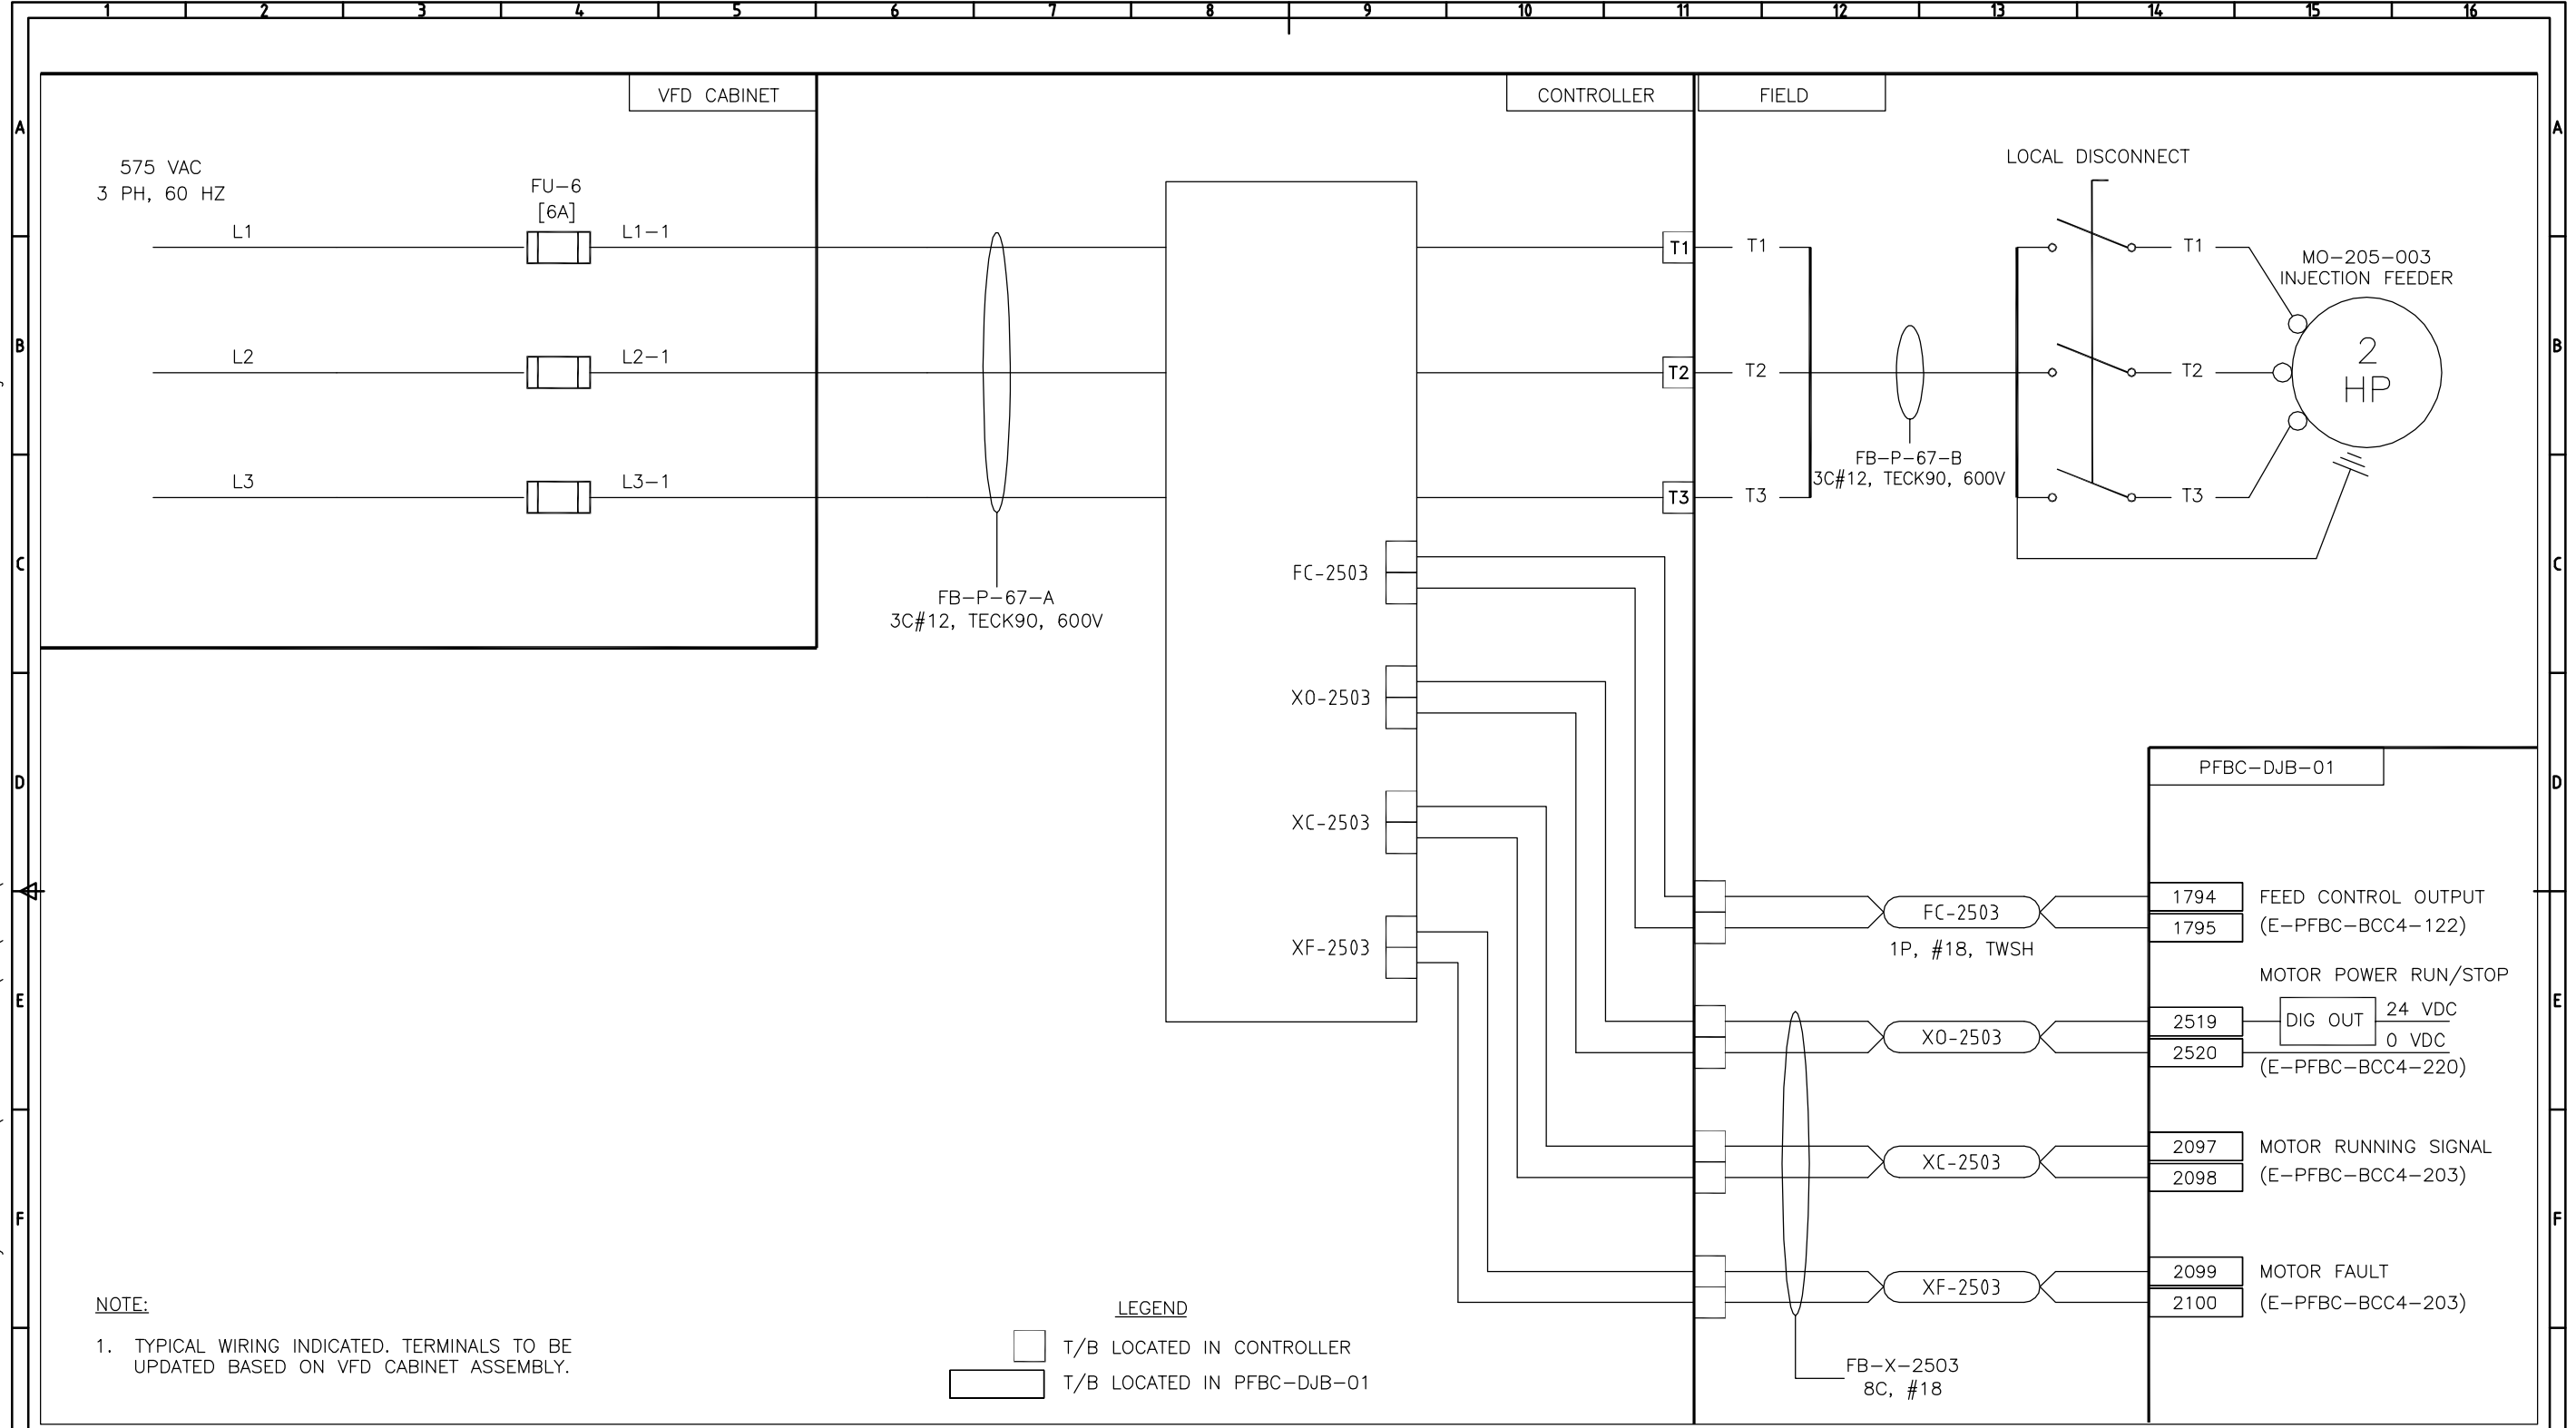 1 2 3 4 5 6 7 8 9 10 11 12 13 14 15 16
VFD CABINET
CONTROLLER
FIELD
A
A
575 VAC
3 PH, 60 HZ
FU-6
[6A]
LOCAL DISCONNECT
L1
L1-1
T1
T1
T1
MO-205-003
INJECTION FEEDER
B
B
L2
L2-1
T2
T2
T2
2
HP
FB-P-67-B
3C#12, TECK90, 600V
L3
L3-1
T3
T3
T3
C
C
FC-2503
FB-P-67-A
3C#12, TECK90, 600V
XO-2503
D
D
PFBC-DJB-01
XC-2503
FC-2503
1P, #18, TWSH
1794
1795
FEED CONTROL OUTPUT
(E-PFBC-BCC4-122)
XF-2503
E
E
MOTOR POWER RUN/STOP
XO-2503
2519
2520
DIG OUT
24 VDC
0 VDC
(E-PFBC-BCC4-220)
XC-2503
2097
2098
MOTOR RUNNING SIGNAL
(E-PFBC-BCC4-203)
F
F
XF-2503
2099
2100
MOTOR FAULT
(E-PFBC-BCC4-203)
FB-X-2503
8C, #18
NOTE:
1. TYPICAL WIRING INDICATED. TERMINALS TO BE
UPDATED BASED ON VFD CABINET ASSEMBLY.
LEGEND
T/B LOCATED IN CONTROLLER
T/B LOCATED IN PFBC-DJB-01